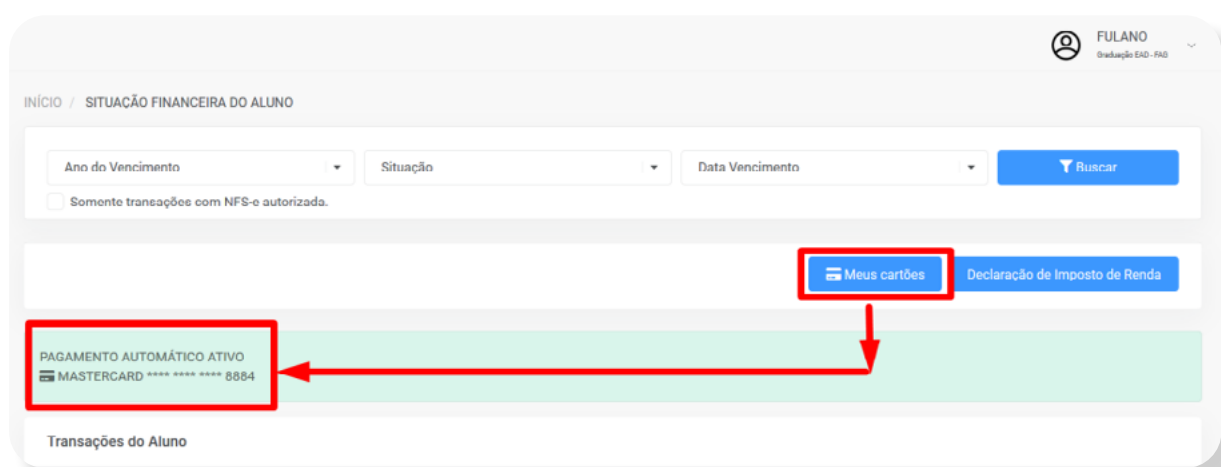 FULANO
Graduação EAD - FAG
INÍCIO / SITUAÇÃO FINANCEIRA DO ALUNO
Ano do Vencimento
Situação
Data Vencimento
Buscar
Somente transações com NFS-e autorizada.
Meus cartões
Declaração de Imposto de Renda
PAGAMENTO AUTOMÁTICO ATIVO
MASTERCARD **** **** **** 8884
Transações do Aluno